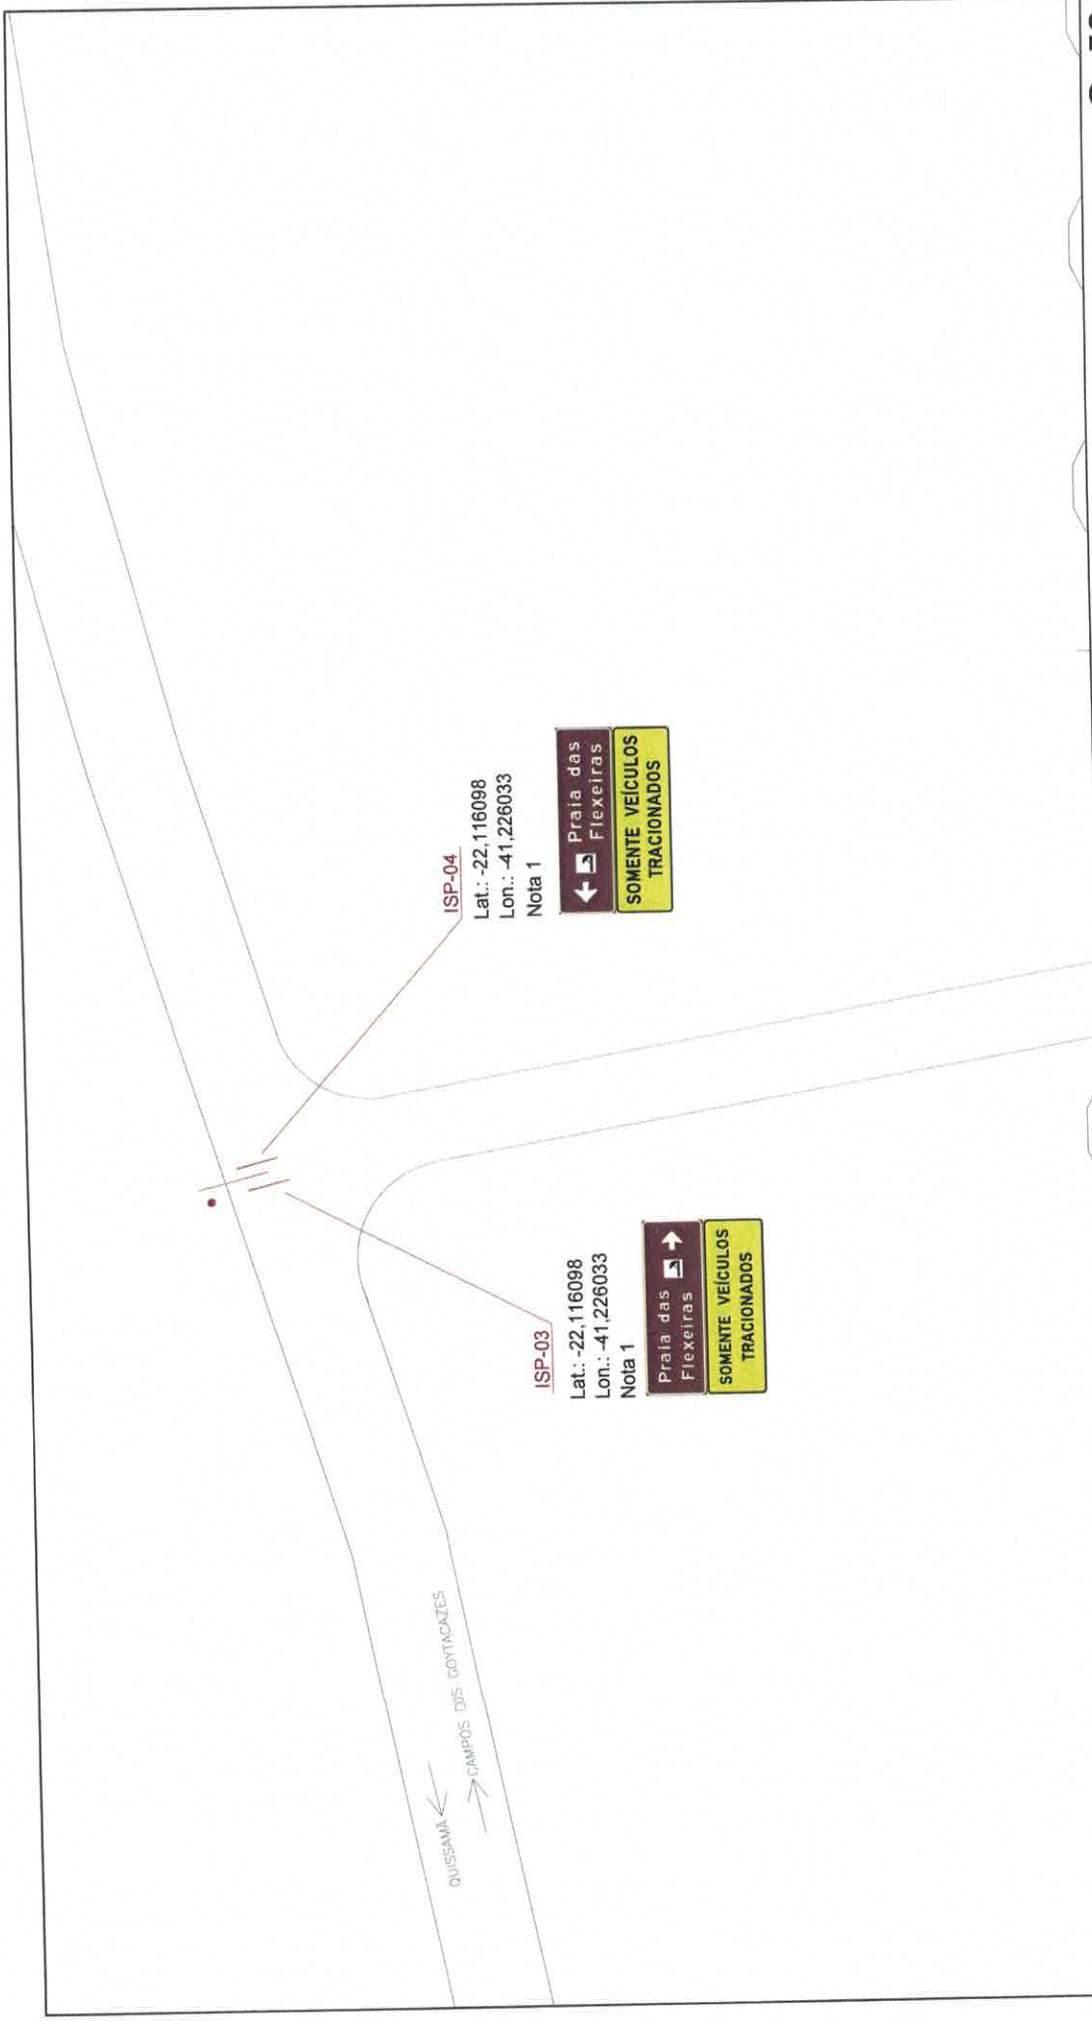 ISP-04
Lat.: -22,116098
Lon.: -41,226033
Nota 1
Praia das
Flexeiras
SOMENTE VEÍCULOS
TRACIONADOS
ISP-03
Lat.: -22,116098
Lon.: -41,226033
Nota 1
Praia das
Flexeiras
SOMENTE VEÍCULOS
TRACIONADOS
QUISSAMÃ
CAMPOS DOS GOYTACAZES